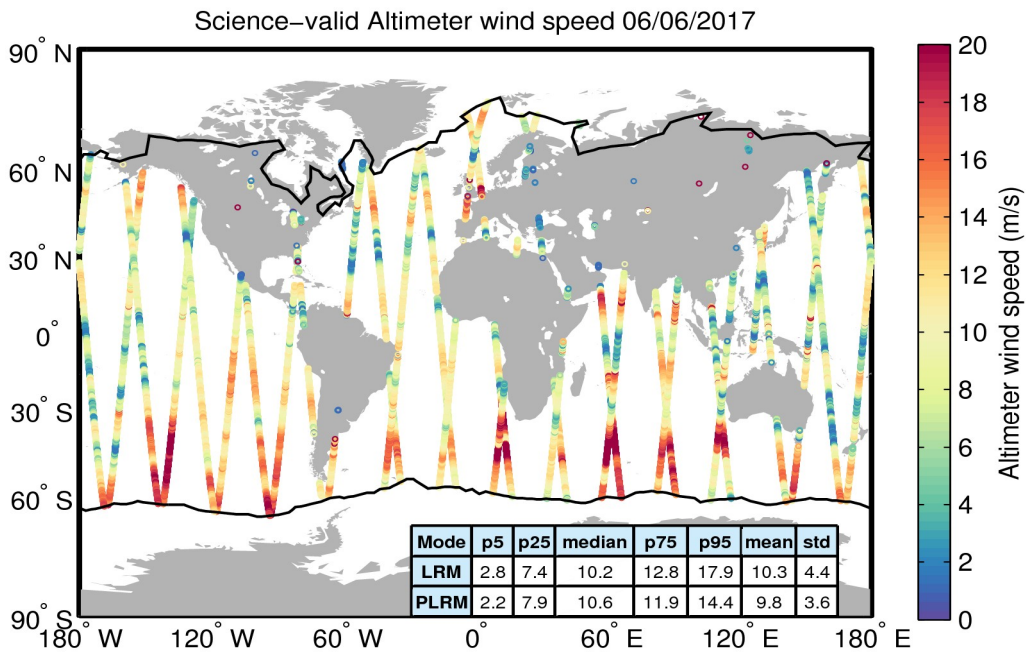 Science−valid Altimeter wind speed 06/06/2017
90° N
60° N
30° N
0°
30° S
60° S
90° S
180° W
120° W
60° W
0°
60° E
120° E
180° E
Mode p5 p25 median p75 p95 mean std
LRM 2.8 7.4 10.2 12.8 17.9 10.3 4.4
PLRM 2.2 7.9 10.6 11.9 14.4 9.8 3.6
20
18
16
14
12
10
8
6
4
2
0
Altimeter wind speed (m/s)